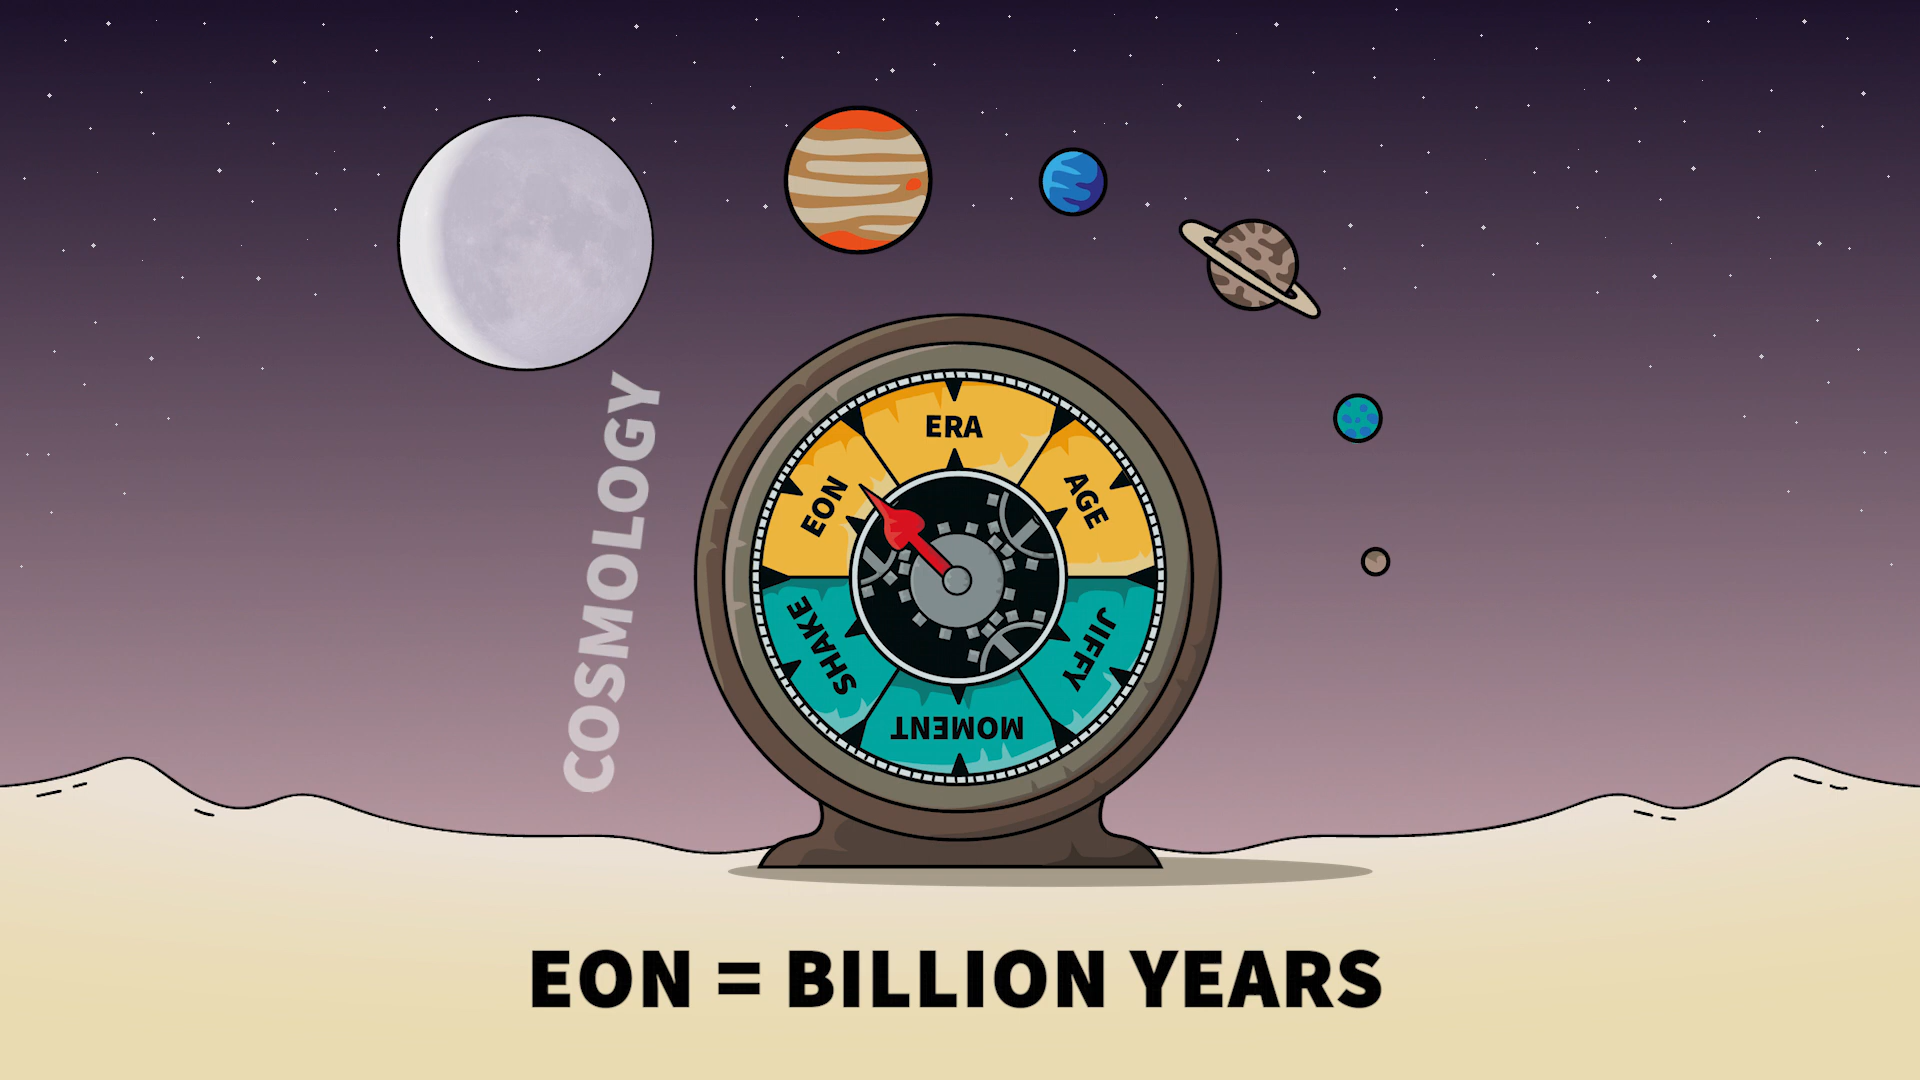 COSMOLOGY
ERA
EON
AGE
SHAKE
JIFFY
MOMENT
EON = BILLION YEARS